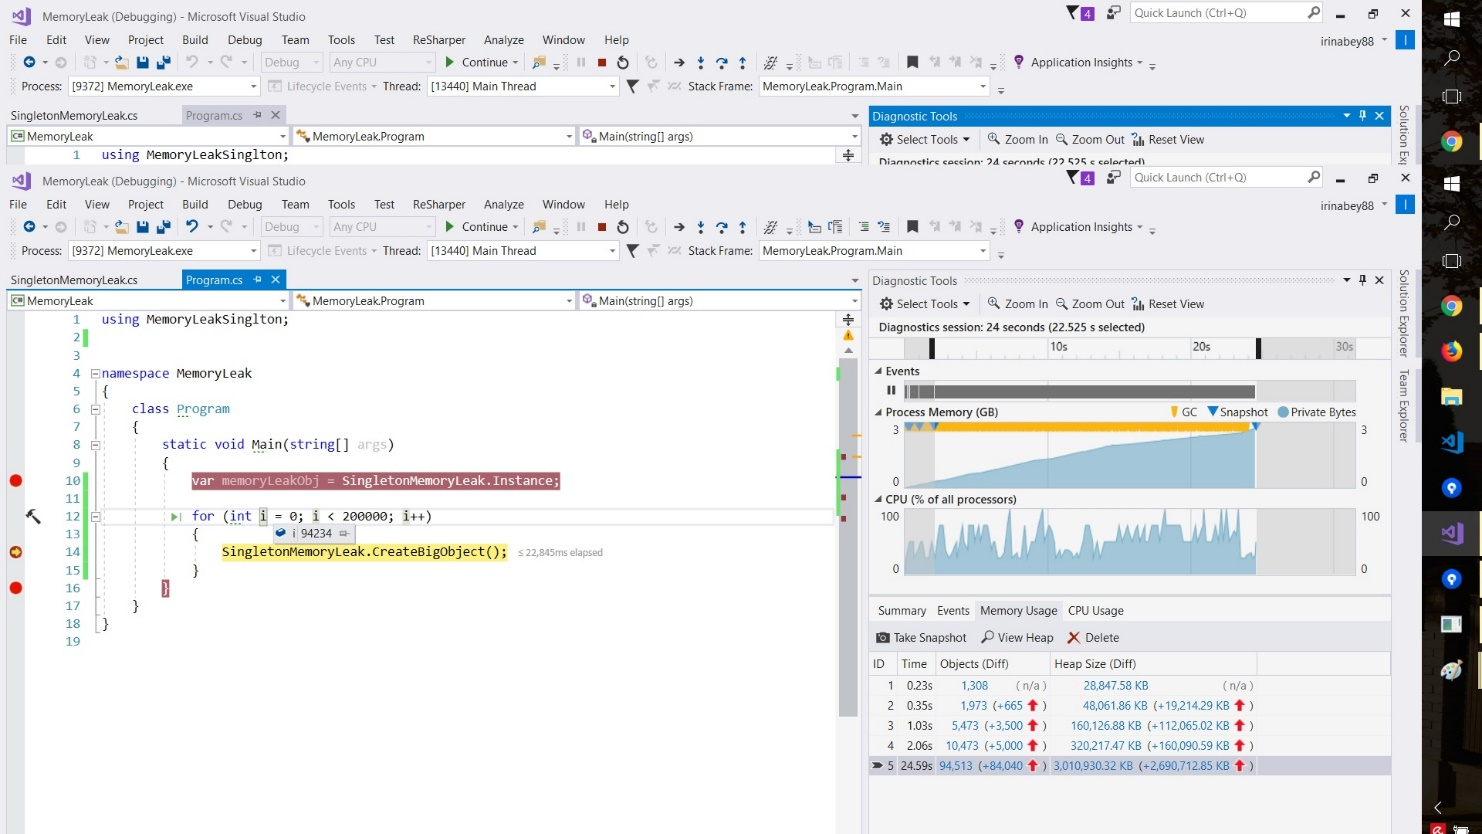 MemoryLeak (Debugging) - Microsoft Visual Studio
4
Quick Launch (Ctrl+Q)
File Edit View Project Build Debug Team Tools Test ReSharper Analyze Window Help
irinabey88 I
Debug Any CPU Continue Application Insights
Process: [9372] MemoryLeak.exe Lifecycle Events Thread: [13440] Main Thread Stack Frame: MemoryLeak.Program.Main
SingletonMemoryLeak.cs Program.cs
Diagnostic Tools
C# MemoryLeak MemoryLeak.Program Main(string[] args)
Select Tools Zoom In Zoom Out Reset View
1 using MemoryLeakSinglton;
Diagnostics session: 24 seconds (22.525 s selected)
Solution Exp
MemoryLeak (Debugging) - Microsoft Visual Studio
4
Quick Launch (Ctrl+Q)
File Edit View Project Build Debug Team Tools Test ReSharper Analyze Window Help
irinabey88 I
Debug Any CPU Continue Application Insights
Process: [9372] MemoryLeak.exe Lifecycle Events Thread: [13440] Main Thread Stack Frame: MemoryLeak.Program.Main
SingletonMemoryLeak.cs Program.cs
C# MemoryLeak MemoryLeak.Program Main(string[] args)
1 using MemoryLeakSinglton;
2
3
4 namespace MemoryLeak
5 {
6 class Program
7 {
8 static void Main(string[] args)
9 {
10 var memoryLeakObj = SingletonMemoryLeak.Instance;
11
12 for (int i = 0; i < 200000; i++)
13 {
i 94234
14 SingletonMemoryLeak.CreateBigObject(); ≤ 22,845ms elapsed
15 }
16 }
17 }
18 }
19
Diagnostic Tools
Select Tools Zoom In Zoom Out Reset View
Diagnostics session: 24 seconds (22.525 s selected)
10s 20s 30s
Events
Process Memory (GB) GC Snapshot Private Bytes
3 3
0 0
CPU (% of all processors)
100 100
0 0
Summary Events Memory Usage CPU Usage
Take Snapshot View Heap Delete
ID Time Objects (Diff) Heap Size (Diff)
1 0.23s 1,308 (n/a) 28,847.58 KB (n/a)
2 0.35s 1,973 (+665 ) 48,061.86 KB (+19,214.29 KB )
3 1.03s 5,473 (+3,500 ) 160,126.88 KB (+112,065.02 KB )
4 2.06s 10,473 (+5,000 ) 320,217.47 KB (+160,090.59 KB )
5 24.59s 94,513 (+84,040 ) 3,010,930.32 KB (+2,690,712.85 KB )
Solution Explorer
Team Explorer